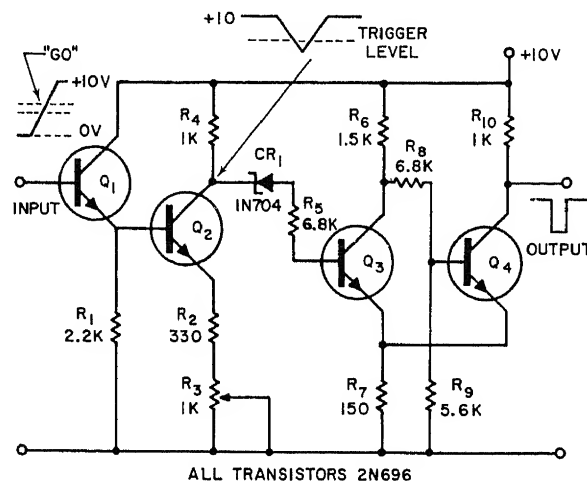 +10
TRIGGER
LEVEL
"GO"
+10V
0V
+10V
R4
1K
R6
1.5K
R8
6.8K
R10
1K
CR1
1N704
Q1
INPUT
Q2
R5
6.8K
Q3
Q4
OUTPUT
R1
2.2K
R2
330
R3
1K
R7
150
R9
5.6K
ALL TRANSISTORS 2N696